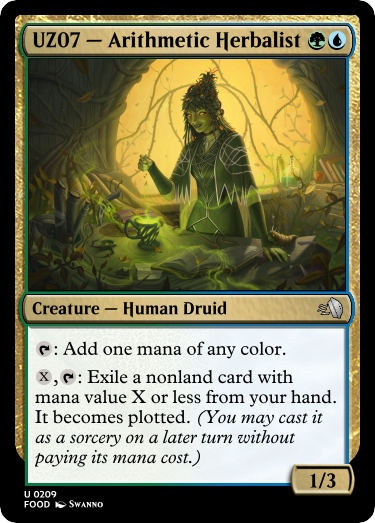 UZ07 — Arithmetic Herbalist
Creature — Human Druid
: Add one mana of any color.
X, : Exile a nonland card with
mana value X or less from your hand.
It becomes plotted. (You may cast it
as a sorcery on a later turn without
paying its mana cost.)
1/3
U 0209
FOOD Swanno